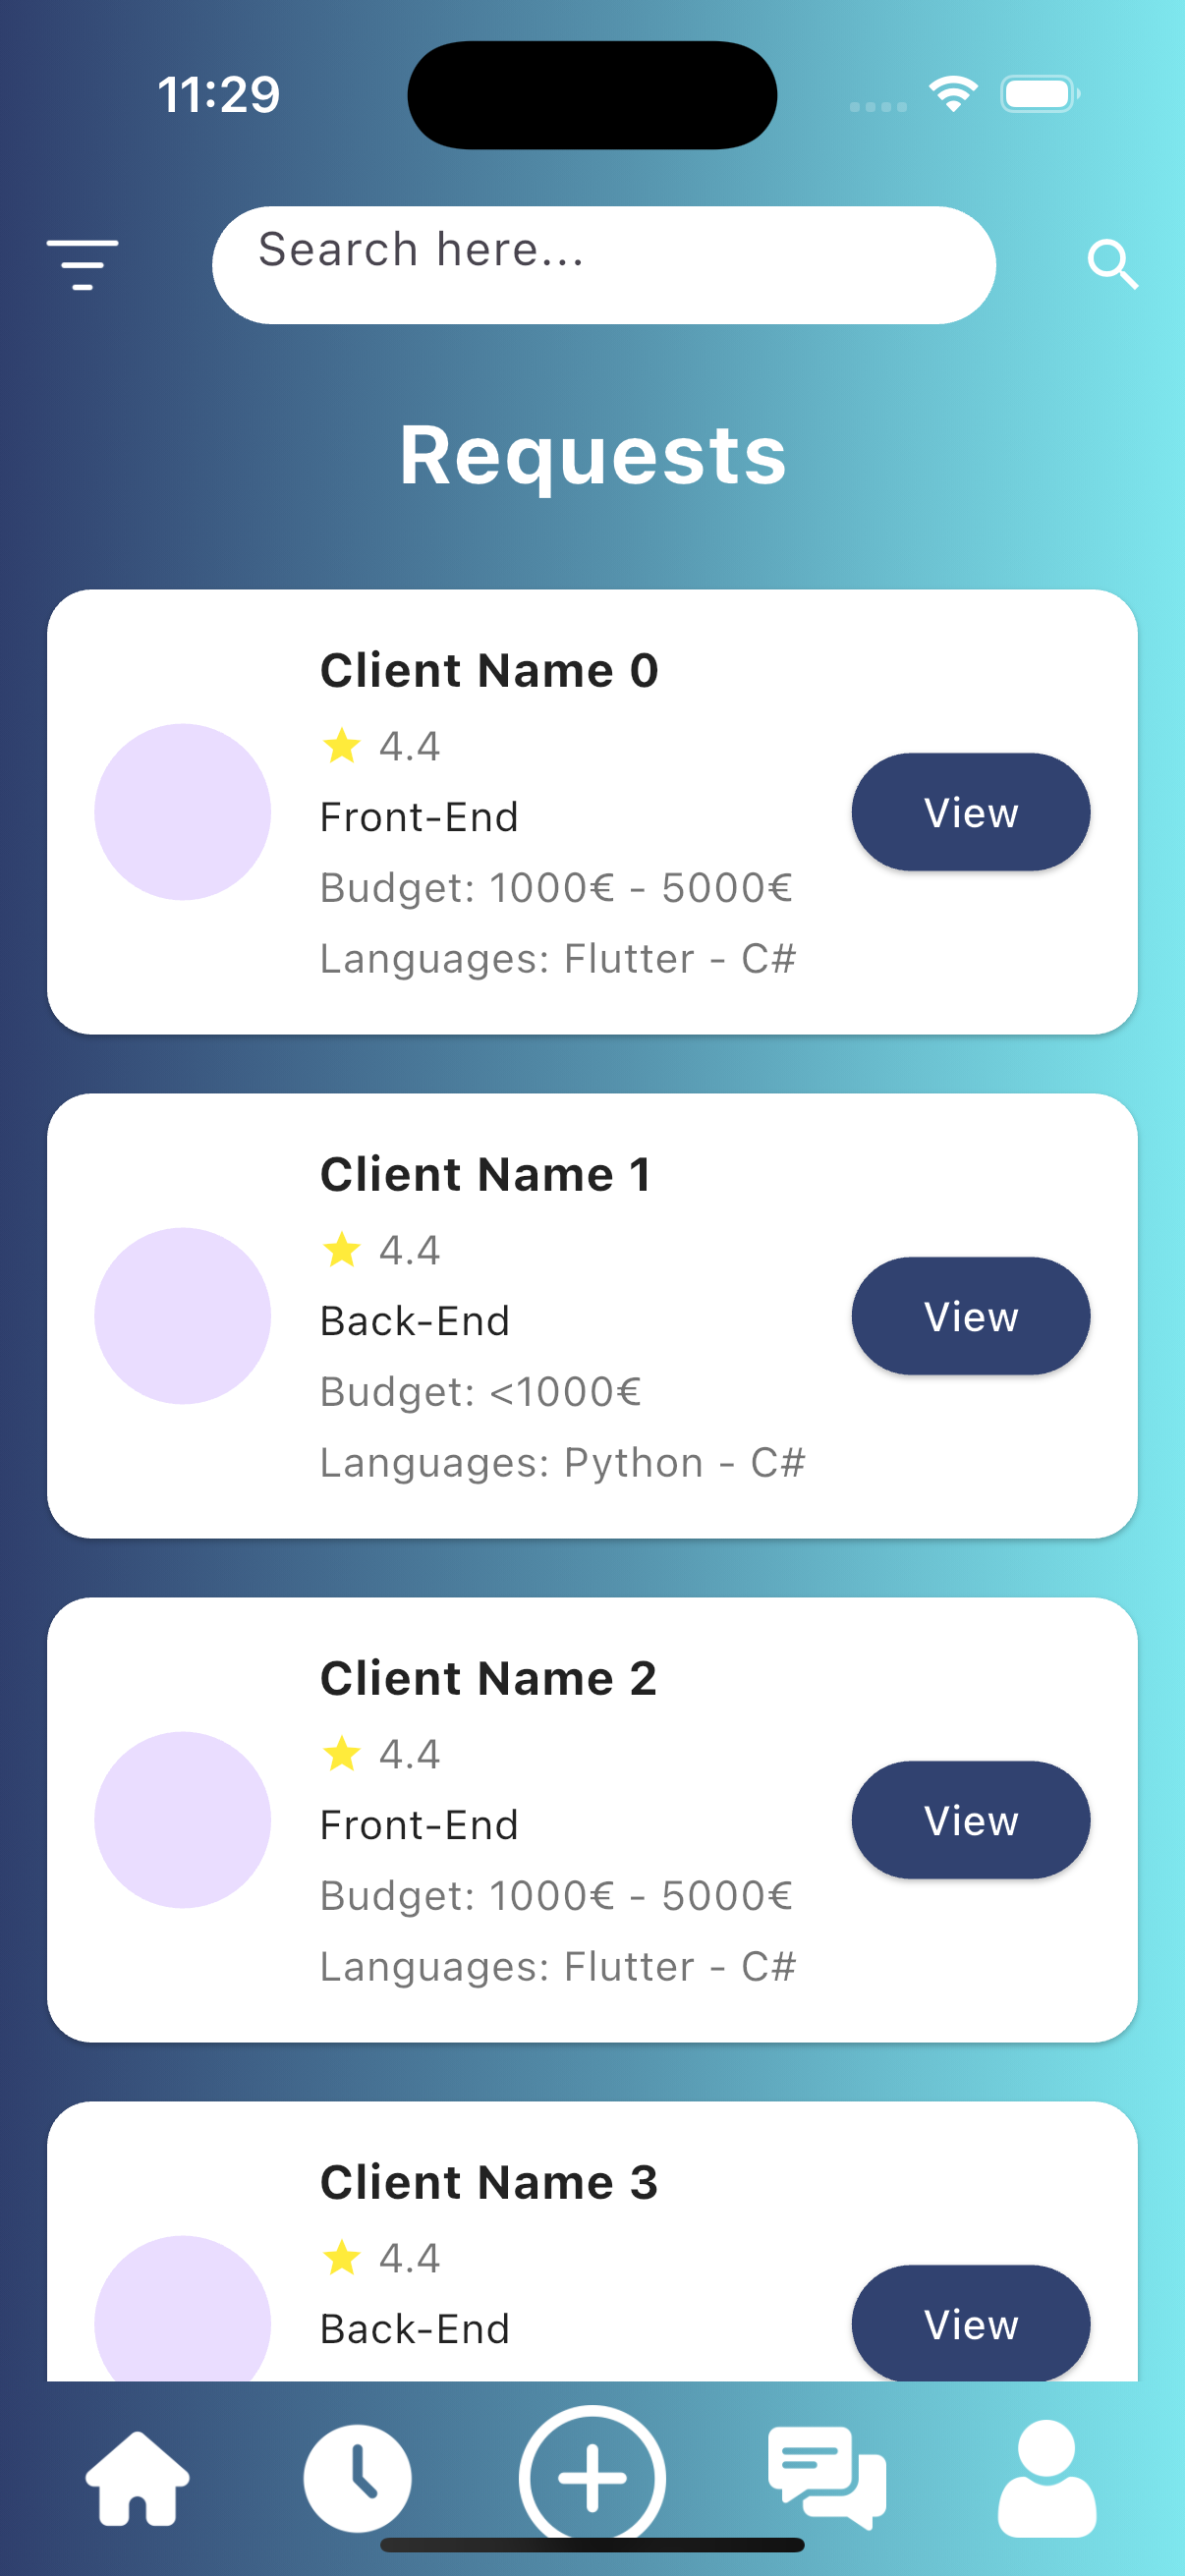 11:29
Search here...
Requests
Client Name 0
4.4
Front-End
Budget: 1000€ - 5000€
Languages: Flutter - C#
View
Client Name 1
4.4
Back-End
Budget: <1000€
Languages: Python - C#
View
Client Name 2
4.4
Front-End
Budget: 1000€ - 5000€
Languages: Flutter - C#
View
Client Name 3
4.4
Back-End
View